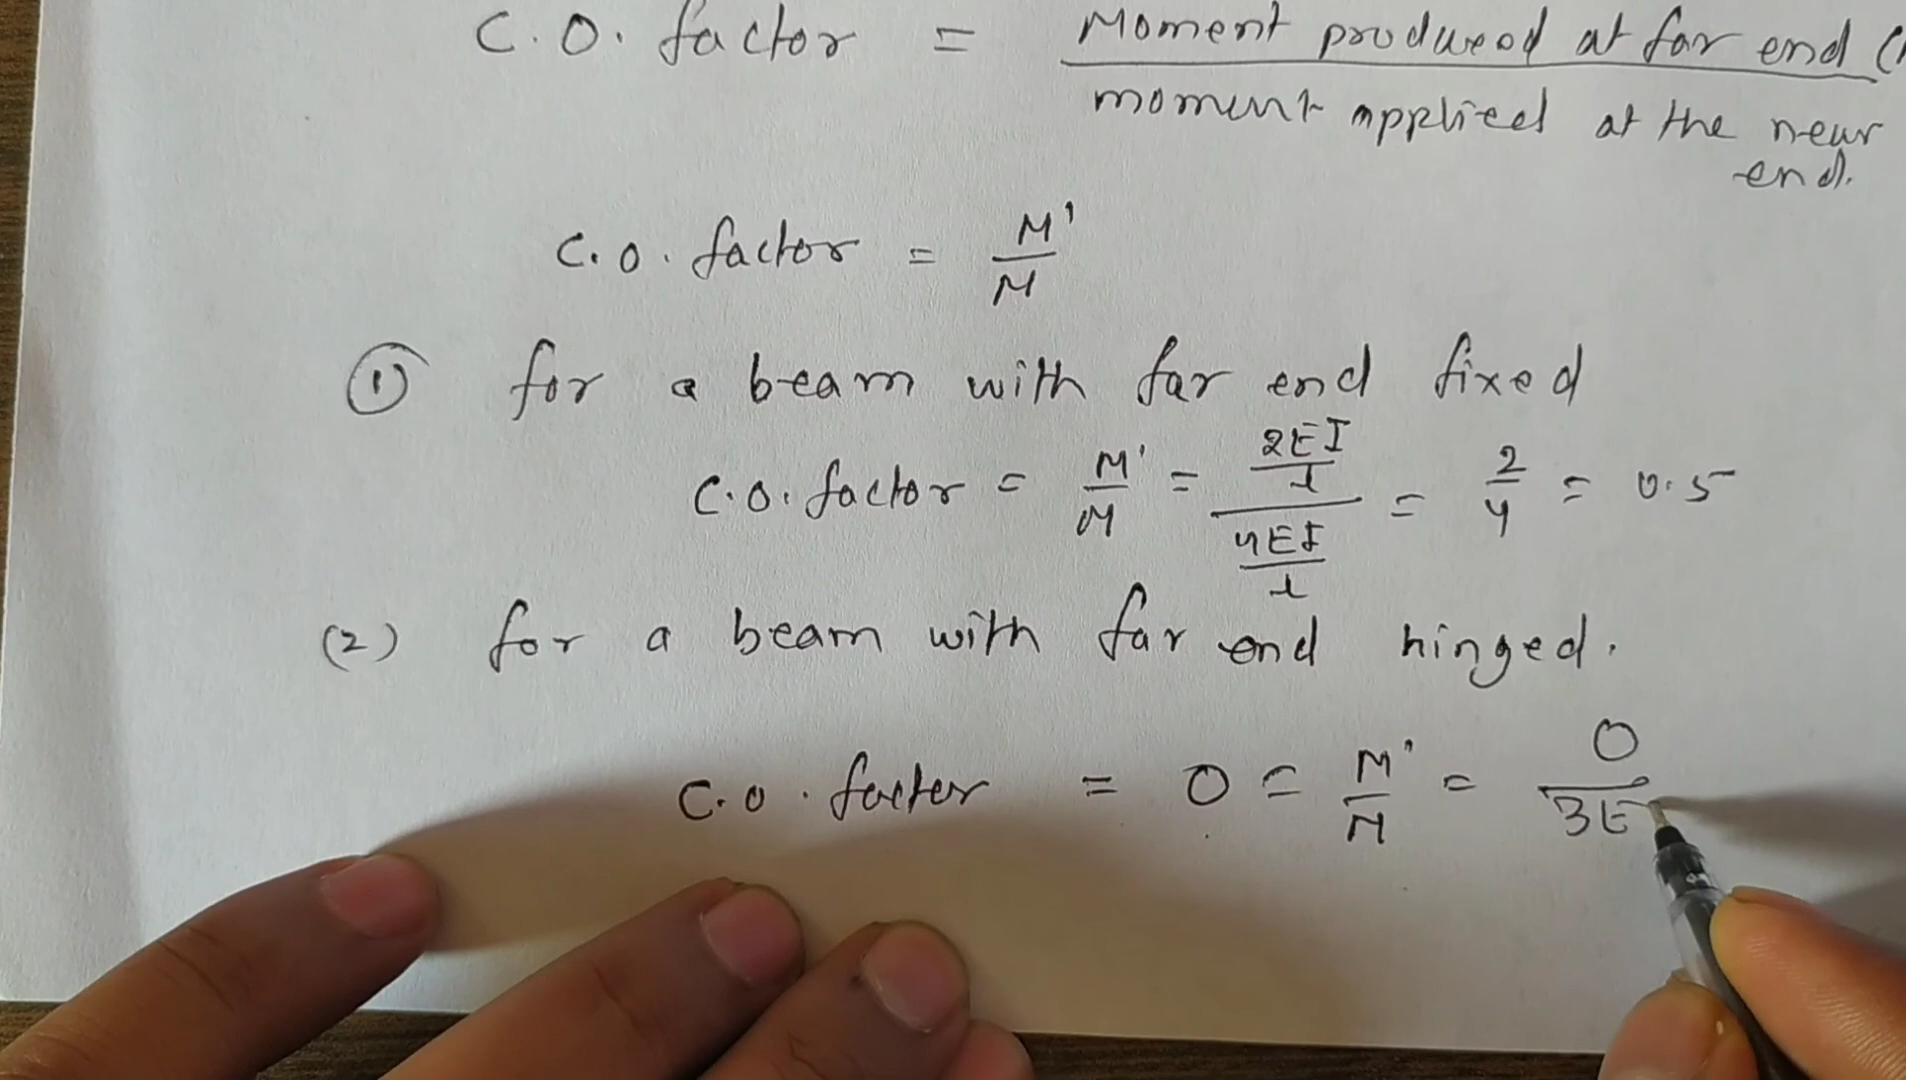 C.O. factor = Moment produced at far end (
moment applied at the near
end.
C.O. factor = M'/M
① for a beam with far end fixed
C.O. factor = M'/M = (2EI/l)/(4EI/l) = 2/4 = 0.5
(2) for a beam with far end hinged.
C.O. factor = 0 = M'/M = 0/3E